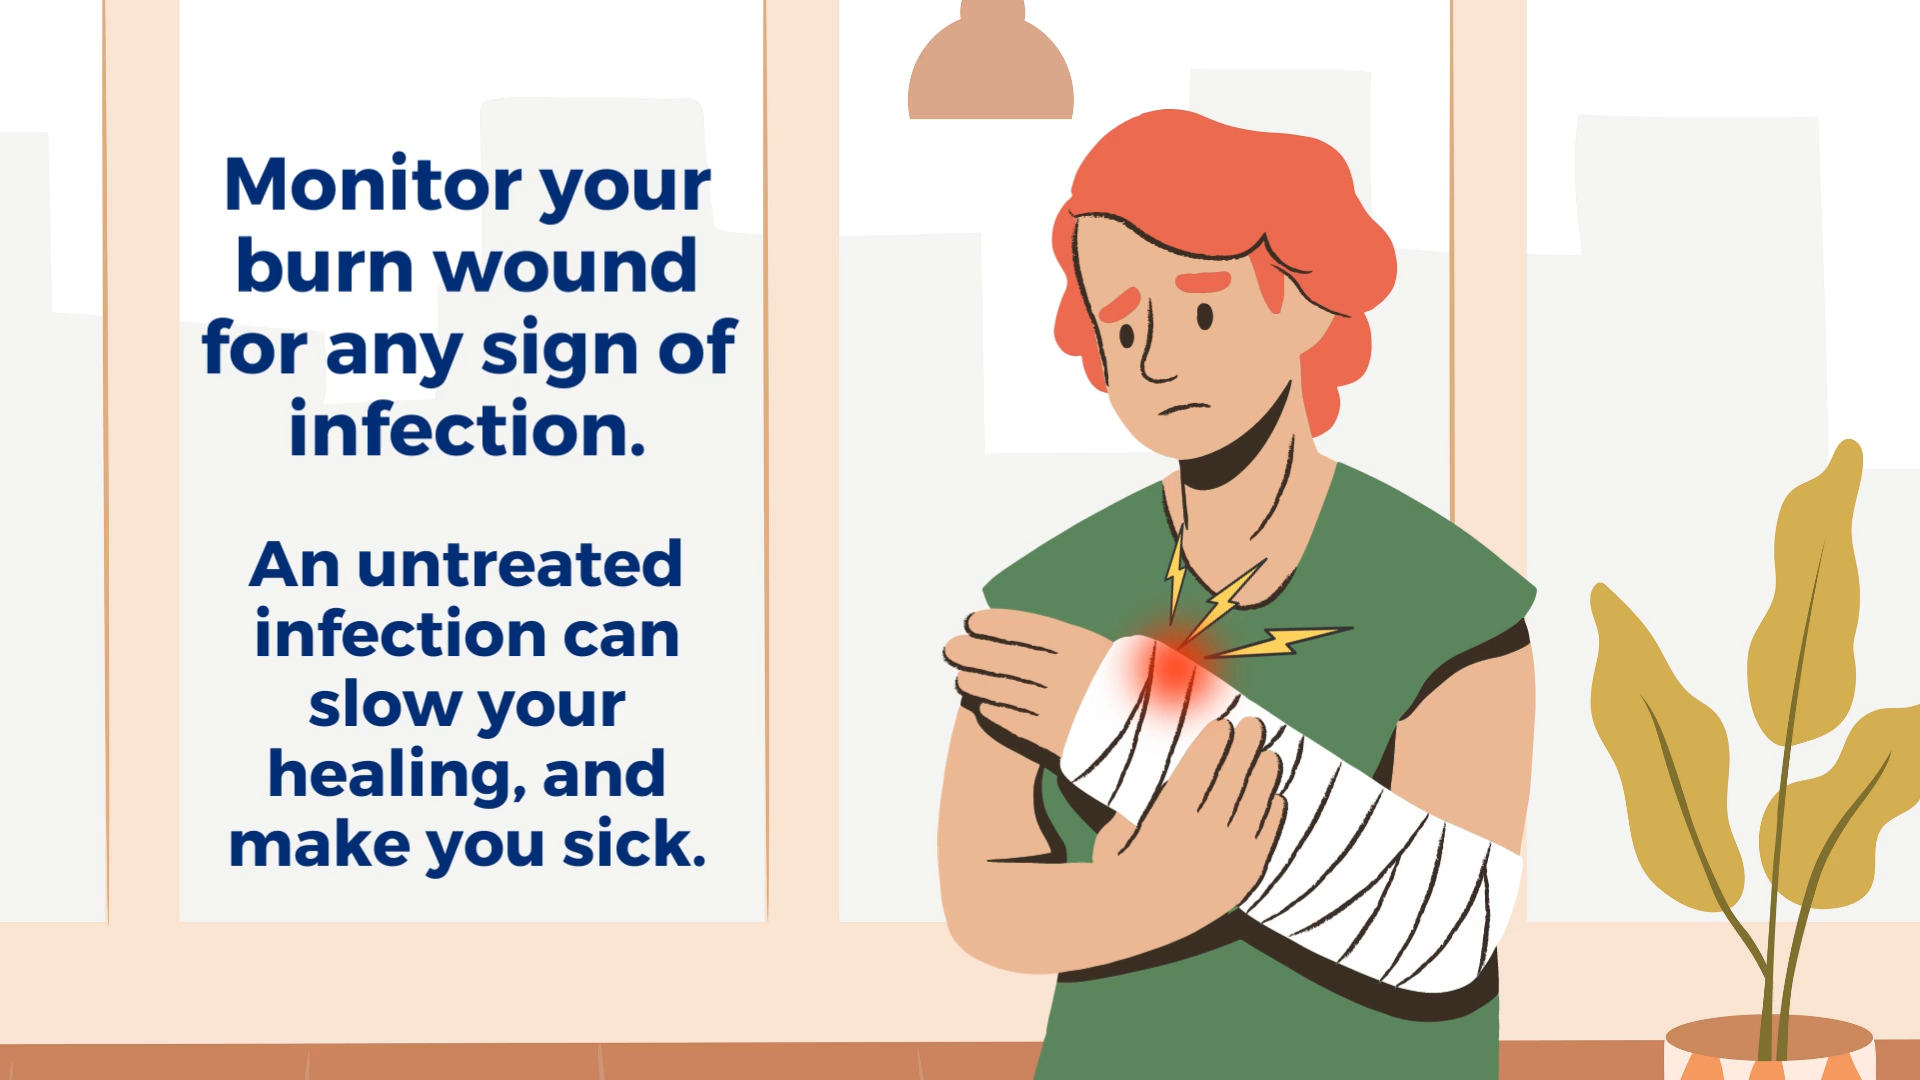 Monitor your
burn wound
for any sign of
infection.
An untreated
infection can
slow your
healing, and
make you sick.